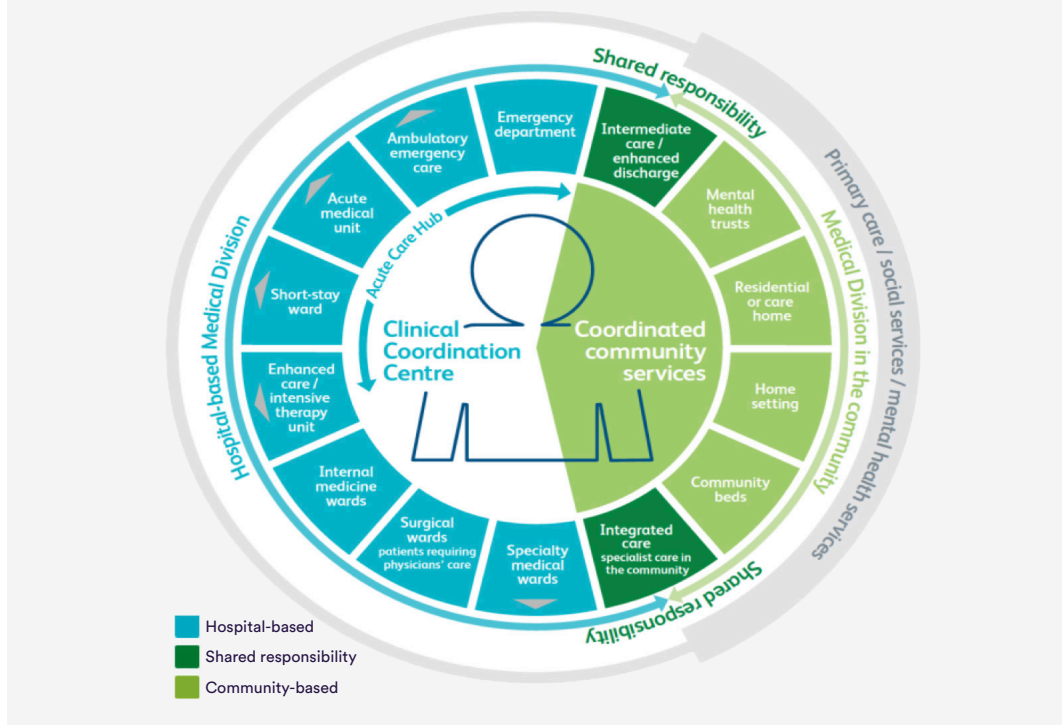 Shared responsibility
Primary care / social services / mental health services
Medical Division in the community
Hospital-based Medical Division
Emergency
department
Intermediate
care /
enhanced
discharge
Mental
health
trusts
Residential
or care
home
Home
setting
Community
beds
Integrated
care
specialist care in
the community
Specialty
medical
wards
Surgical
wards
patients requiring
physicians' care
Internal
medicine
wards
Enhanced
care /
intensive
therapy
unit
Short-stay
ward
Acute
medical
unit
Ambulatory
emergency
care
Acute Care Hub
Clinical
Coordination
Centre
Coordinated
community
services
Shared responsibility
Hospital-based
Shared responsibility
Community-based